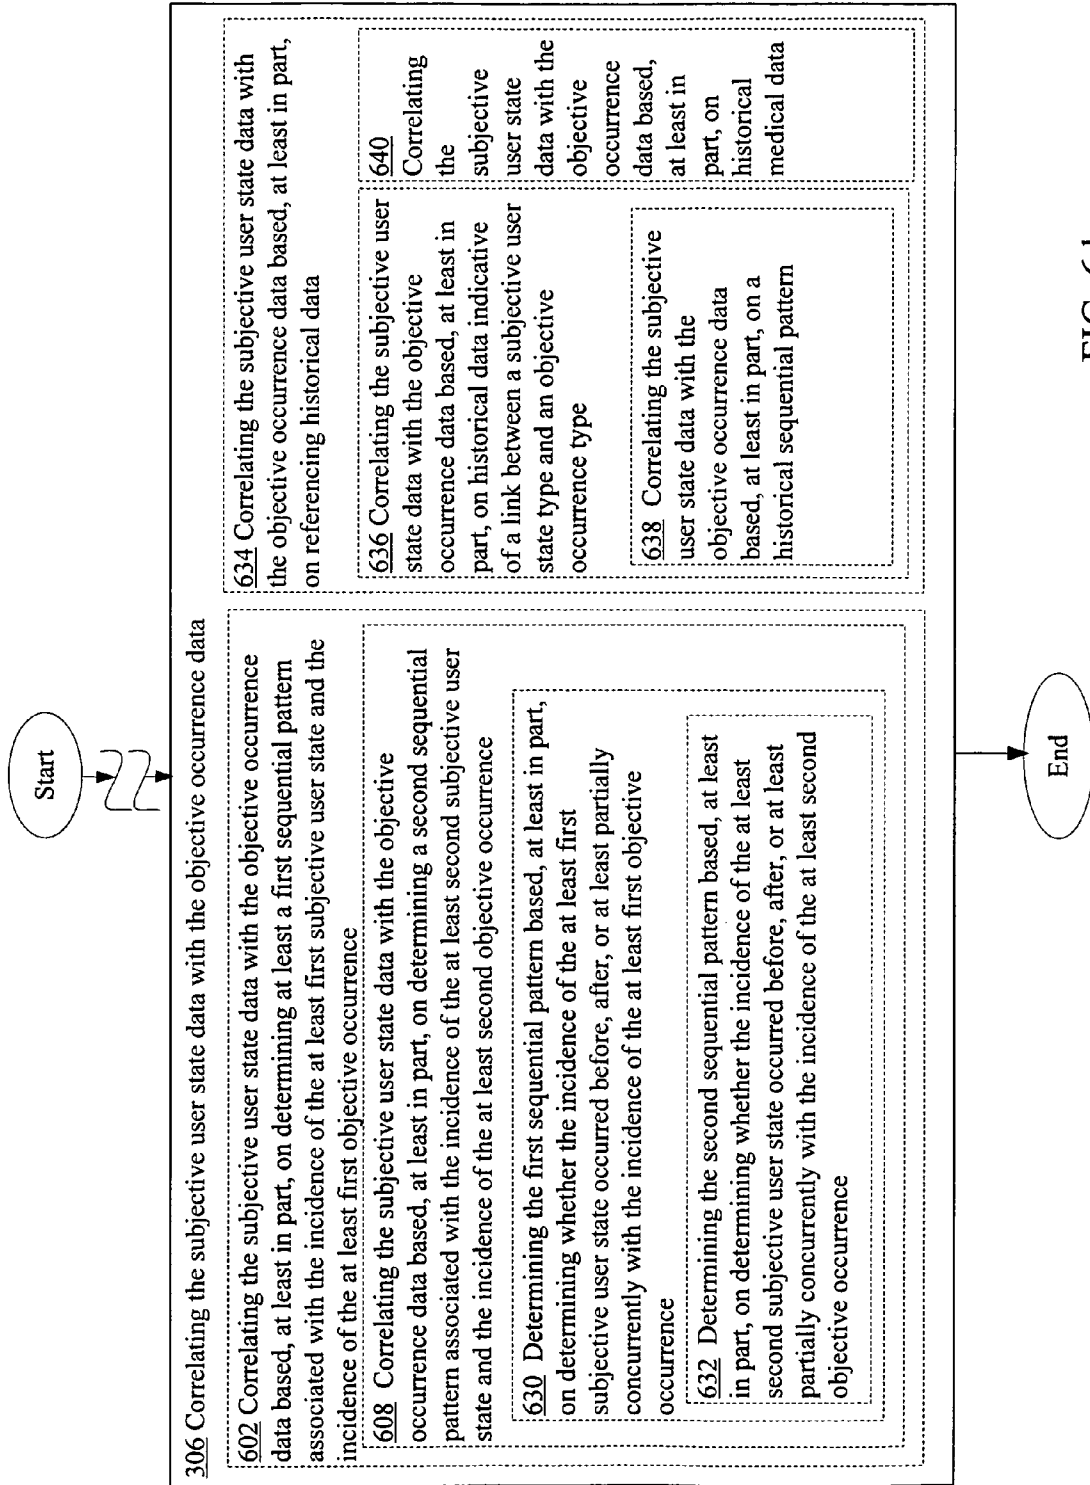 Start
306 Correlating the subjective user state data with the objective occurrence data
602 Correlating the subjective user state data with the objective occurrence
data based, at least in part, on determining at least a first sequential pattern
associated with the incidence of the at least first subjective user state and the
incidence of the at least first objective occurrence
608 Correlating the subjective user state data with the objective
occurrence data based, at least in part, on determining a second sequential
pattern associated with the incidence of the at least second subjective user
state and the incidence of the at least second objective occurrence
630 Determining the first sequential pattern based, at least in part,
on determining whether the incidence of the at least first
subjective user state occurred before, after, or at least partially
concurrently with the incidence of the at least first objective
occurrence
632 Determining the second sequential pattern based, at least
in part, on determining whether the incidence of the at least
second subjective user state occurred before, after, or at least
partially concurrently with the incidence of the at least second
objective occurrence
634 Correlating the subjective user state data with
the objective occurrence data based, at least in part,
on referencing historical data
636 Correlating the subjective user
state data with the objective
occurrence data based, at least in
part, on historical data indicative
of a link between a subjective user
state type and an objective
occurrence type
638 Correlating the subjective
user state data with the
objective occurrence data
based, at least in part, on a
historical sequential pattern
640
Correlating
the
subjective
user state
data with the
objective
occurrence
data based,
at least in
part, on
historical
medical data
End